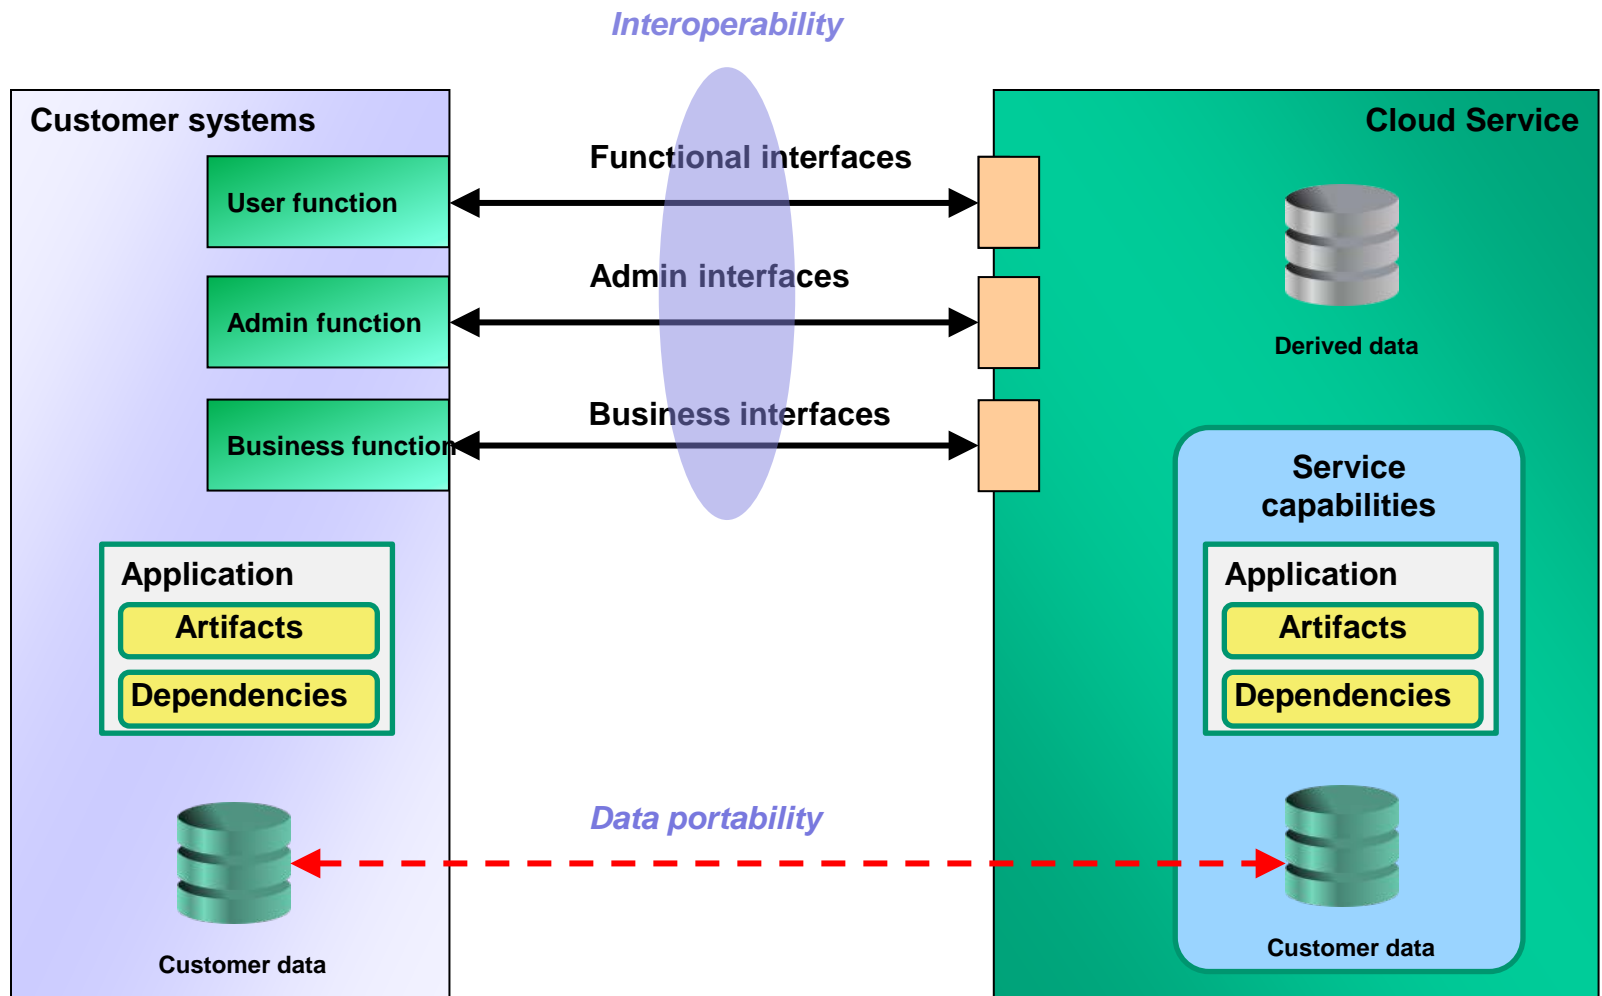 Interoperability
Customer systems
Cloud Service
Functional interfaces
User function
Admin interfaces
Admin function
Derived data
Business interfaces
Business function
Service
capabilities
Application
Artifacts
Dependencies
Application
Artifacts
Dependencies
Data portability
Customer data
Customer data